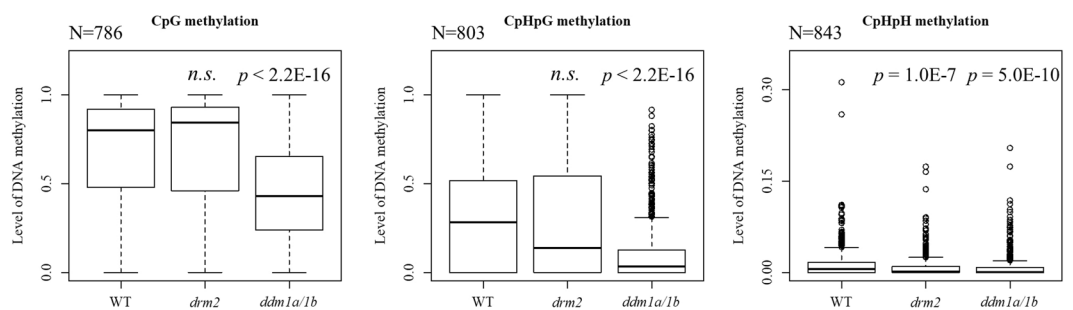 CpG methylation
N=786
n.s. p < 2.2E-16
Level of DNA methylation
1.0
0.5
0.0
WT drm2 ddm1a/1b
CpHpG methylation
N=803
n.s. p < 2.2E-16
Level of DNA methylation
1.0
0.5
0.0
WT drm2 ddm1a/1b
CpHpH methylation
N=843
p = 1.0E-7 p = 5.0E-10
Level of DNA methylation
0.30
0.15
0.00
WT drm2 ddm1a/1b